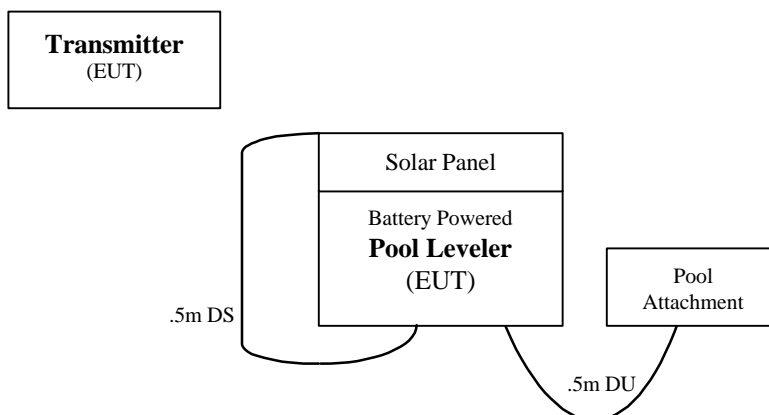 Transmitter
(EUT)
Solar Panel
Battery Powered
Pool Leveler
(EUT)
Pool
Attachment
.5m DS
.5m DU